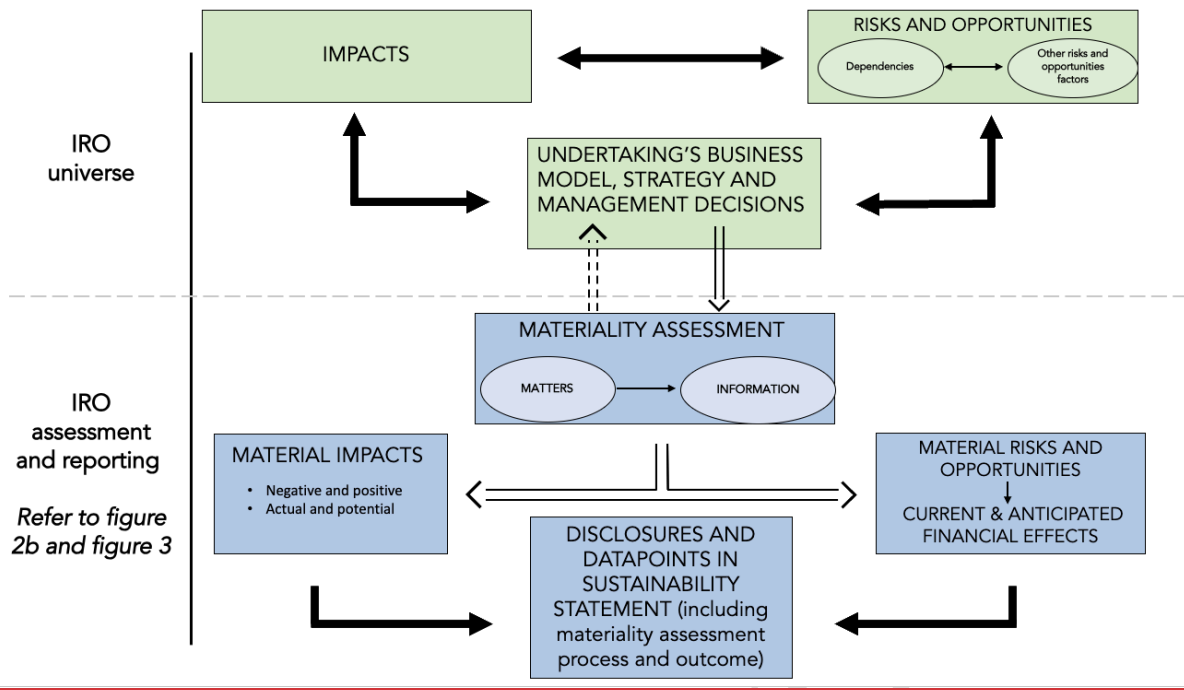 IMPACTS
RISKS AND OPPORTUNITIES
Dependencies
Other risks and
opportunities
factors
IRO
universe
UNDERTAKING'S BUSINESS
MODEL, STRATEGY AND
MANAGEMENT DECISIONS
MATERIALITY ASSESSMENT
MATTERS
INFORMATION
IRO
assessment
and reporting
Refer to figure
2b and figure 3
MATERIAL IMPACTS
• Negative and positive
• Actual and potential
MATERIAL RISKS AND
OPPORTUNITIES
CURRENT & ANTICIPATED
FINANCIAL EFFECTS
DISCLOSURES AND
DATAPOINTS IN
SUSTAINABILITY
STATEMENT (including
materiality assessment
process and outcome)